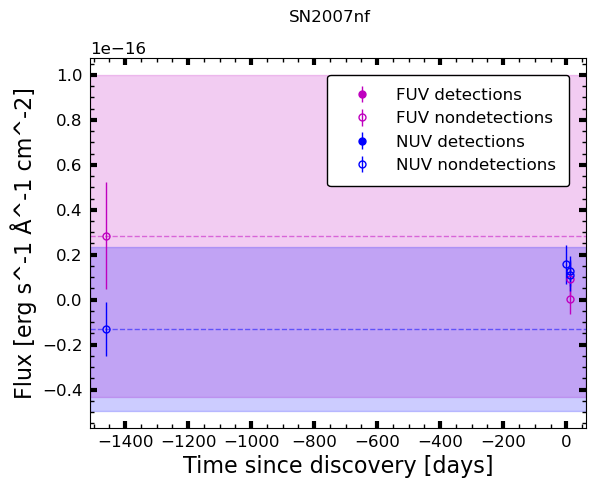 SN2007nf
1e−16
1.0
0.8
0.6
0.4
0.2
0.0
−0.2
−0.4
Flux [erg s^-1 Å^-1 cm^-2]
FUV detections
FUV nondetections
NUV detections
NUV nondetections
−1400 −1200 −1000 −800 −600 −400 −200 0
Time since discovery [days]